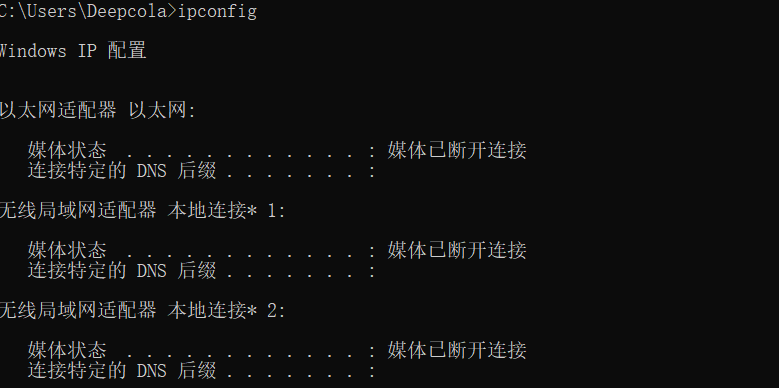 C:\Users\Deepcola>ipconfig
Windows IP 配置
以太网适配器 以太网:
媒体状态 . . . . . . . . . . . . : 媒体已断开连接
连接特定的 DNS 后缀 . . . . . . . :
无线局域网适配器 本地连接* 1:
媒体状态 . . . . . . . . . . . . : 媒体已断开连接
连接特定的 DNS 后缀 . . . . . . . :
无线局域网适配器 本地连接* 2:
媒体状态 . . . . . . . . . . . . : 媒体已断开连接
连接特定的 DNS 后缀 . . . . . . . :